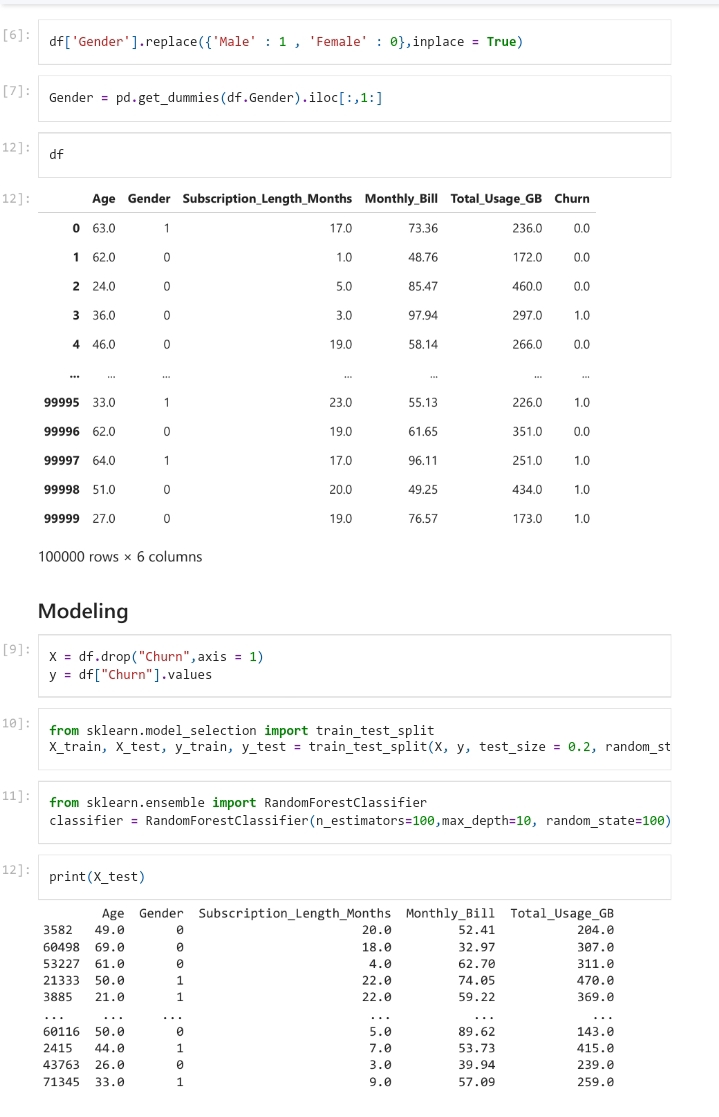 [6]:
df['Gender'].replace({'Male' : 1 , 'Female' : 0},inplace = True)
[7]:
Gender = pd.get_dummies(df.Gender).iloc[:,1:]
12]:
df
12]:
Age Gender Subscription_Length_Months Monthly_Bill Total_Usage_GB Churn
0 63.0 1 17.0 73.36 236.0 0.0
1 62.0 0 1.0 48.76 172.0 0.0
2 24.0 0 5.0 85.47 460.0 0.0
3 36.0 0 3.0 97.94 297.0 1.0
4 46.0 0 19.0 58.14 266.0 0.0
... ... ... ... ... ... ...
99995 33.0 1 23.0 55.13 226.0 1.0
99996 62.0 0 19.0 61.65 351.0 0.0
99997 64.0 1 17.0 96.11 251.0 1.0
99998 51.0 0 20.0 49.25 434.0 1.0
99999 27.0 0 19.0 76.57 173.0 1.0
100000 rows × 6 columns
Modeling
[9]:
X = df.drop("Churn",axis = 1)
y = df["Churn"].values
10]:
from sklearn.model_selection import train_test_split
X_train, X_test, y_train, y_test = train_test_split(X, y, test_size = 0.2, random_st
11]:
from sklearn.ensemble import RandomForestClassifier
classifier = RandomForestClassifier(n_estimators=100,max_depth=10, random_state=100)
12]:
print(X_test)
Age Gender Subscription_Length_Months Monthly_Bill Total_Usage_GB
3582 49.0 0 20.0 52.41 204.0
60498 69.0 0 18.0 32.97 307.0
53227 61.0 0 4.0 62.70 311.0
21333 50.0 1 22.0 74.05 470.0
3885 21.0 1 22.0 59.22 369.0
... ... ... ... ... ...
60116 50.0 0 5.0 89.62 143.0
2415 44.0 1 7.0 53.73 415.0
43763 26.0 0 3.0 39.94 239.0
71345 33.0 1 9.0 57.09 259.0